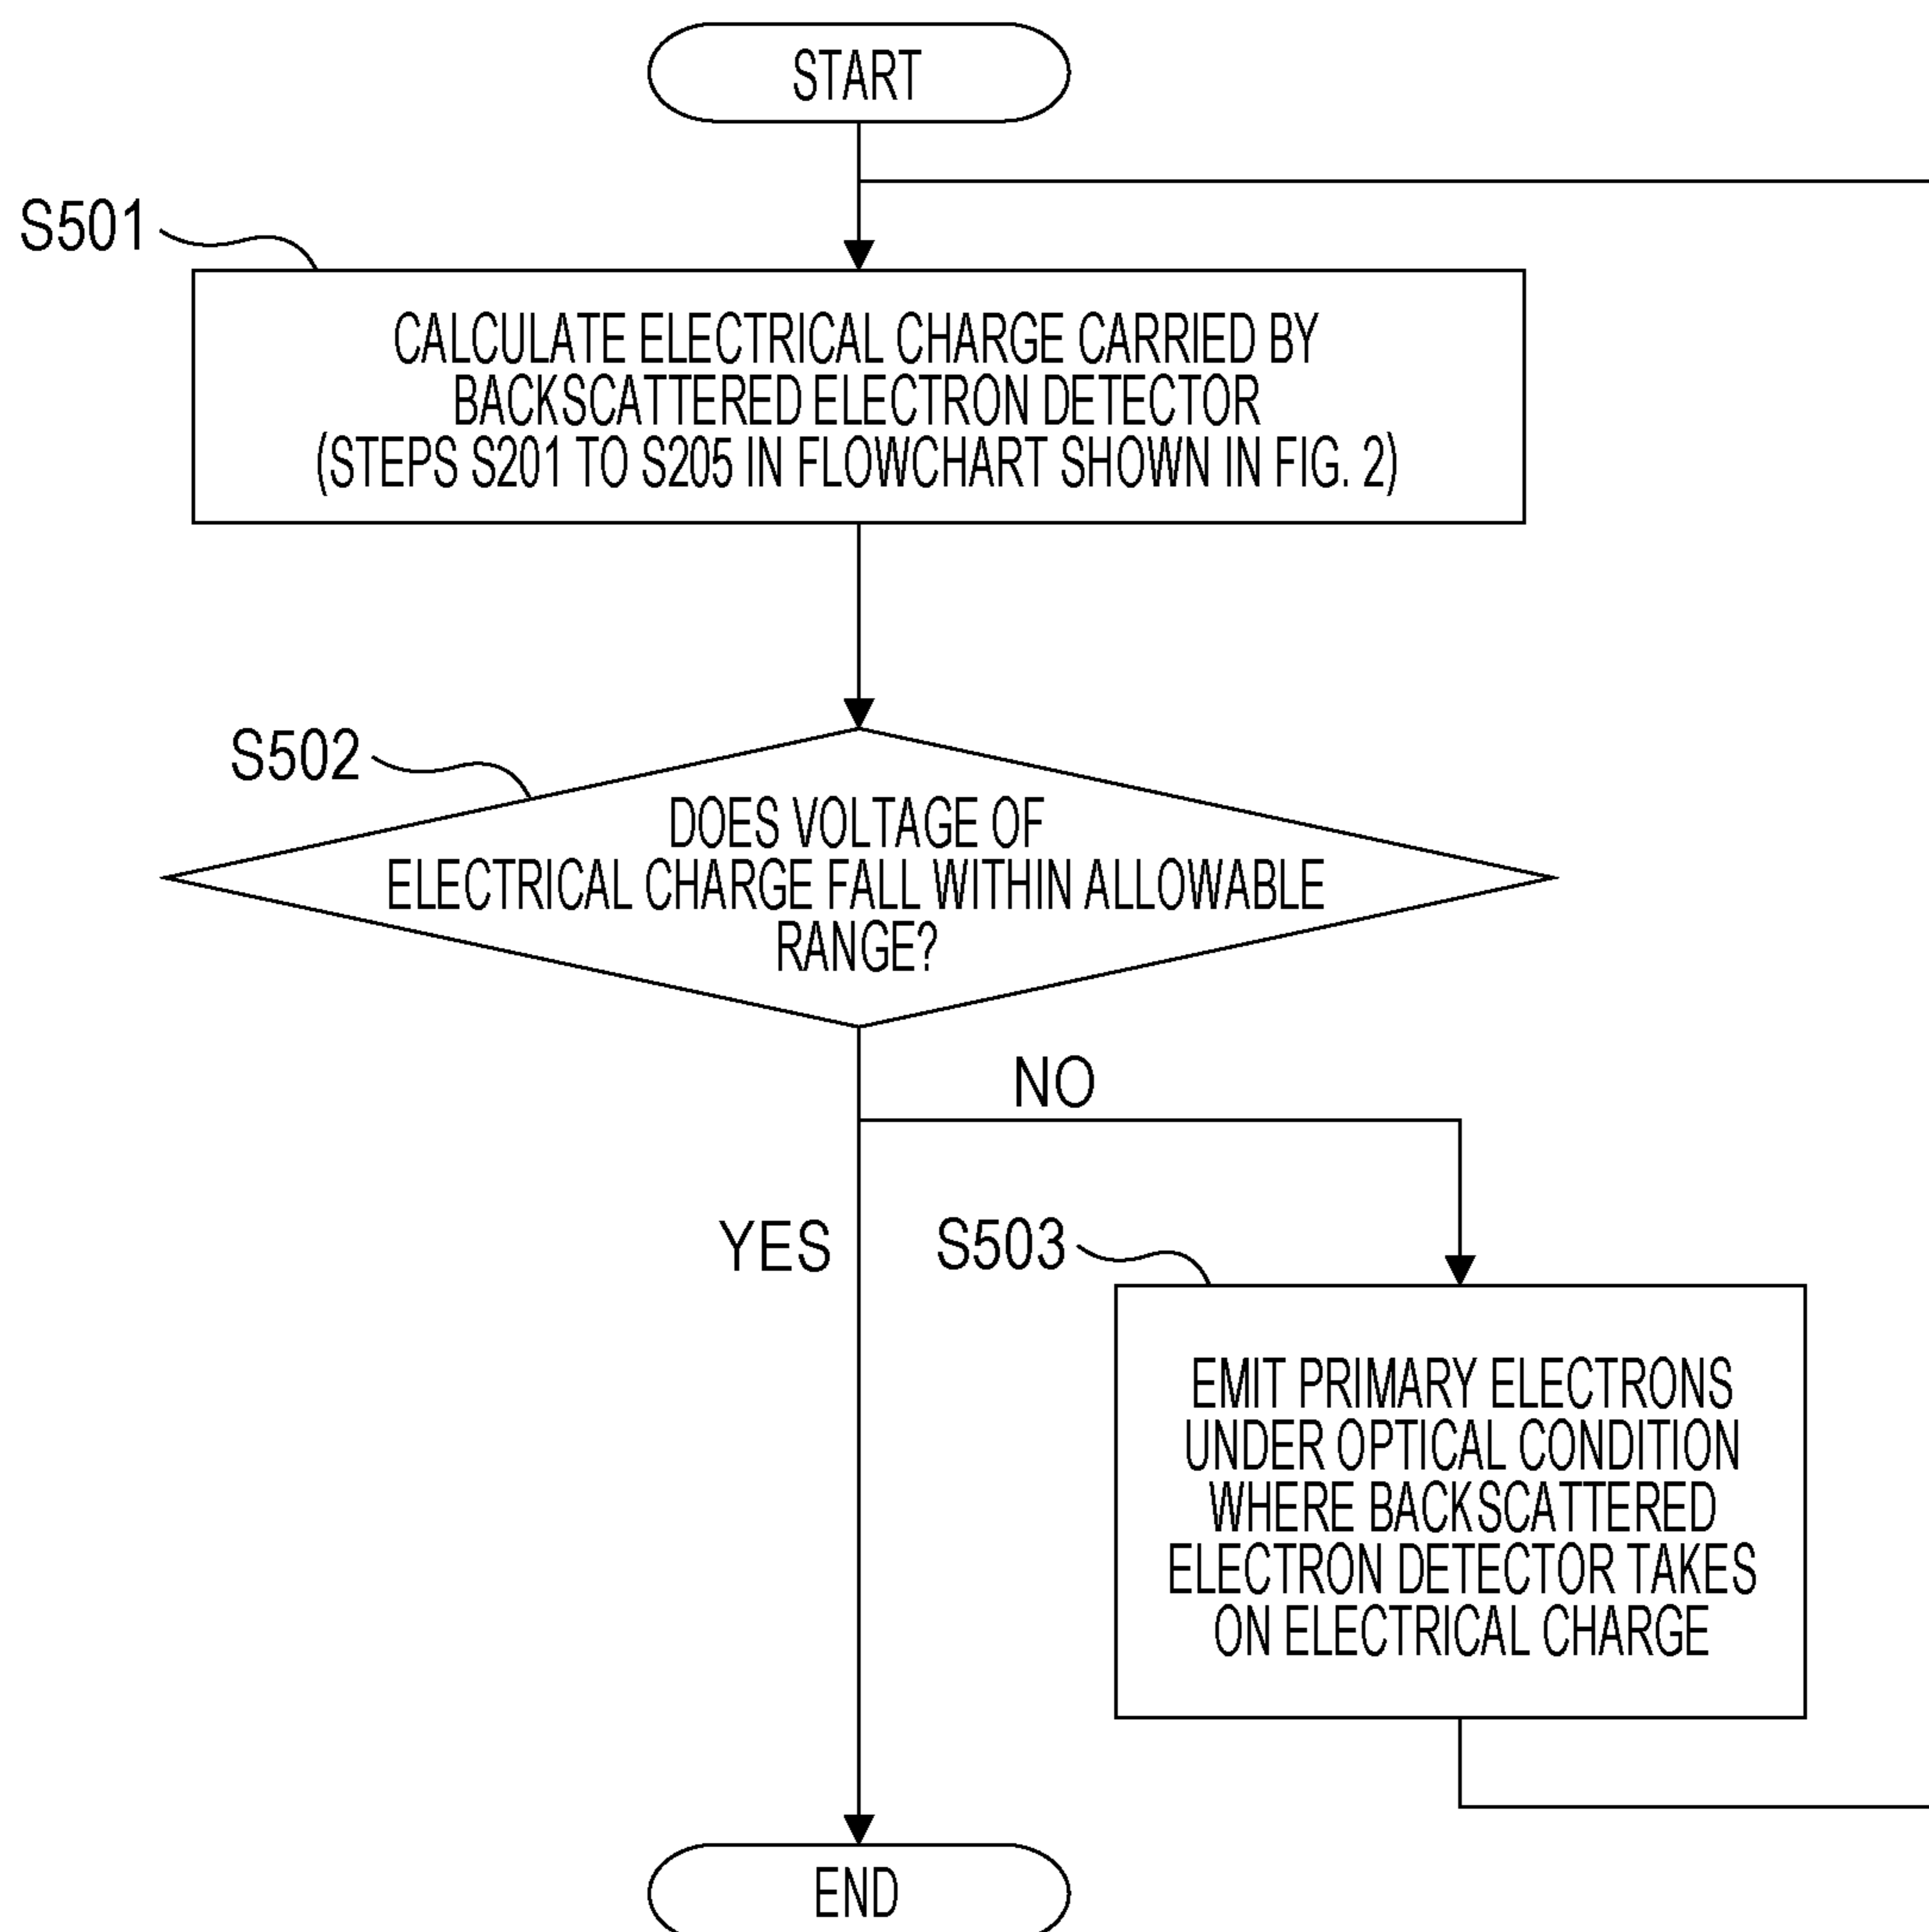 START
S501
CALCULATE ELECTRICAL CHARGE CARRIED BY
BACKSCATTERED ELECTRON DETECTOR
(STEPS S201 TO S205 IN FLOWCHART SHOWN IN FIG. 2)
S502
DOES VOLTAGE OF
ELECTRICAL CHARGE FALL WITHIN ALLOWABLE
RANGE?
NO
YES
S503
EMIT PRIMARY ELECTRONS
UNDER OPTICAL CONDITION
WHERE BACKSCATTERED
ELECTRON DETECTOR TAKES
ON ELECTRICAL CHARGE
END